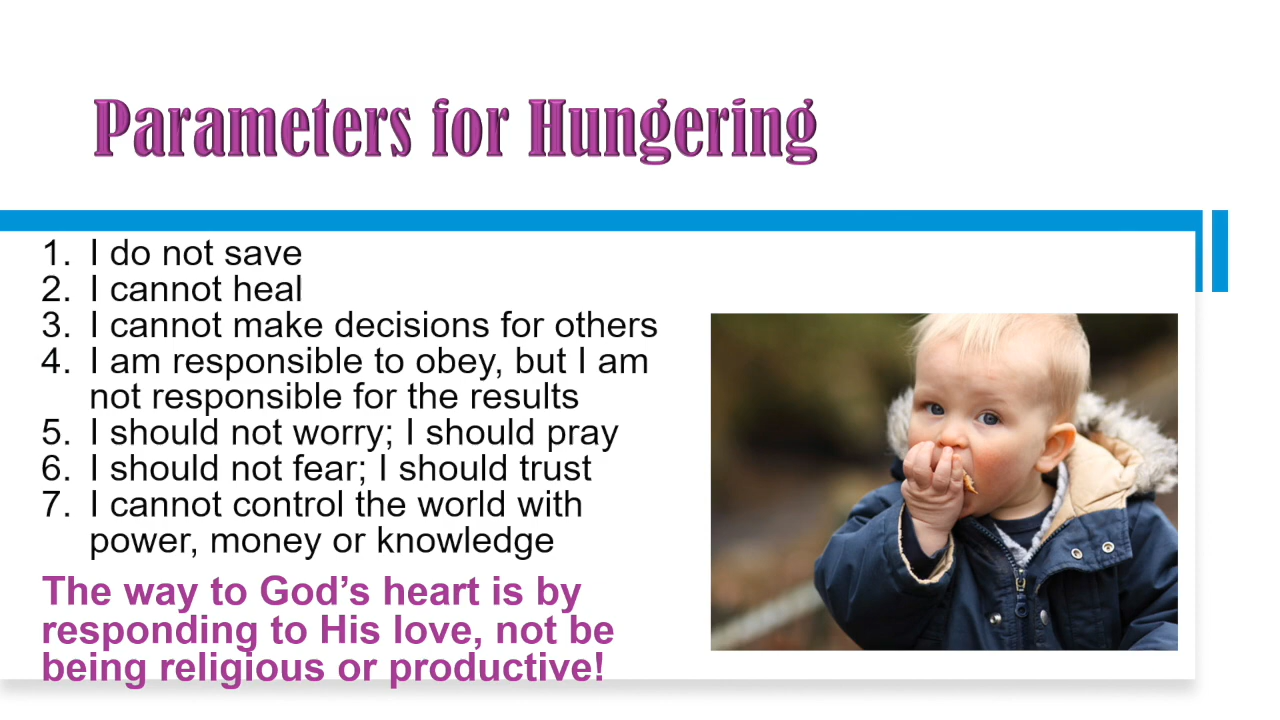 Parameters for Hungering
1. I do not save
2. I cannot heal
3. I cannot make decisions for others
4. I am responsible to obey, but I am
not responsible for the results
5. I should not worry; I should pray
6. I should not fear; I should trust
7. I cannot control the world with
power, money or knowledge
The way to God’s heart is by
responding to His love, not be
being religious or productive!